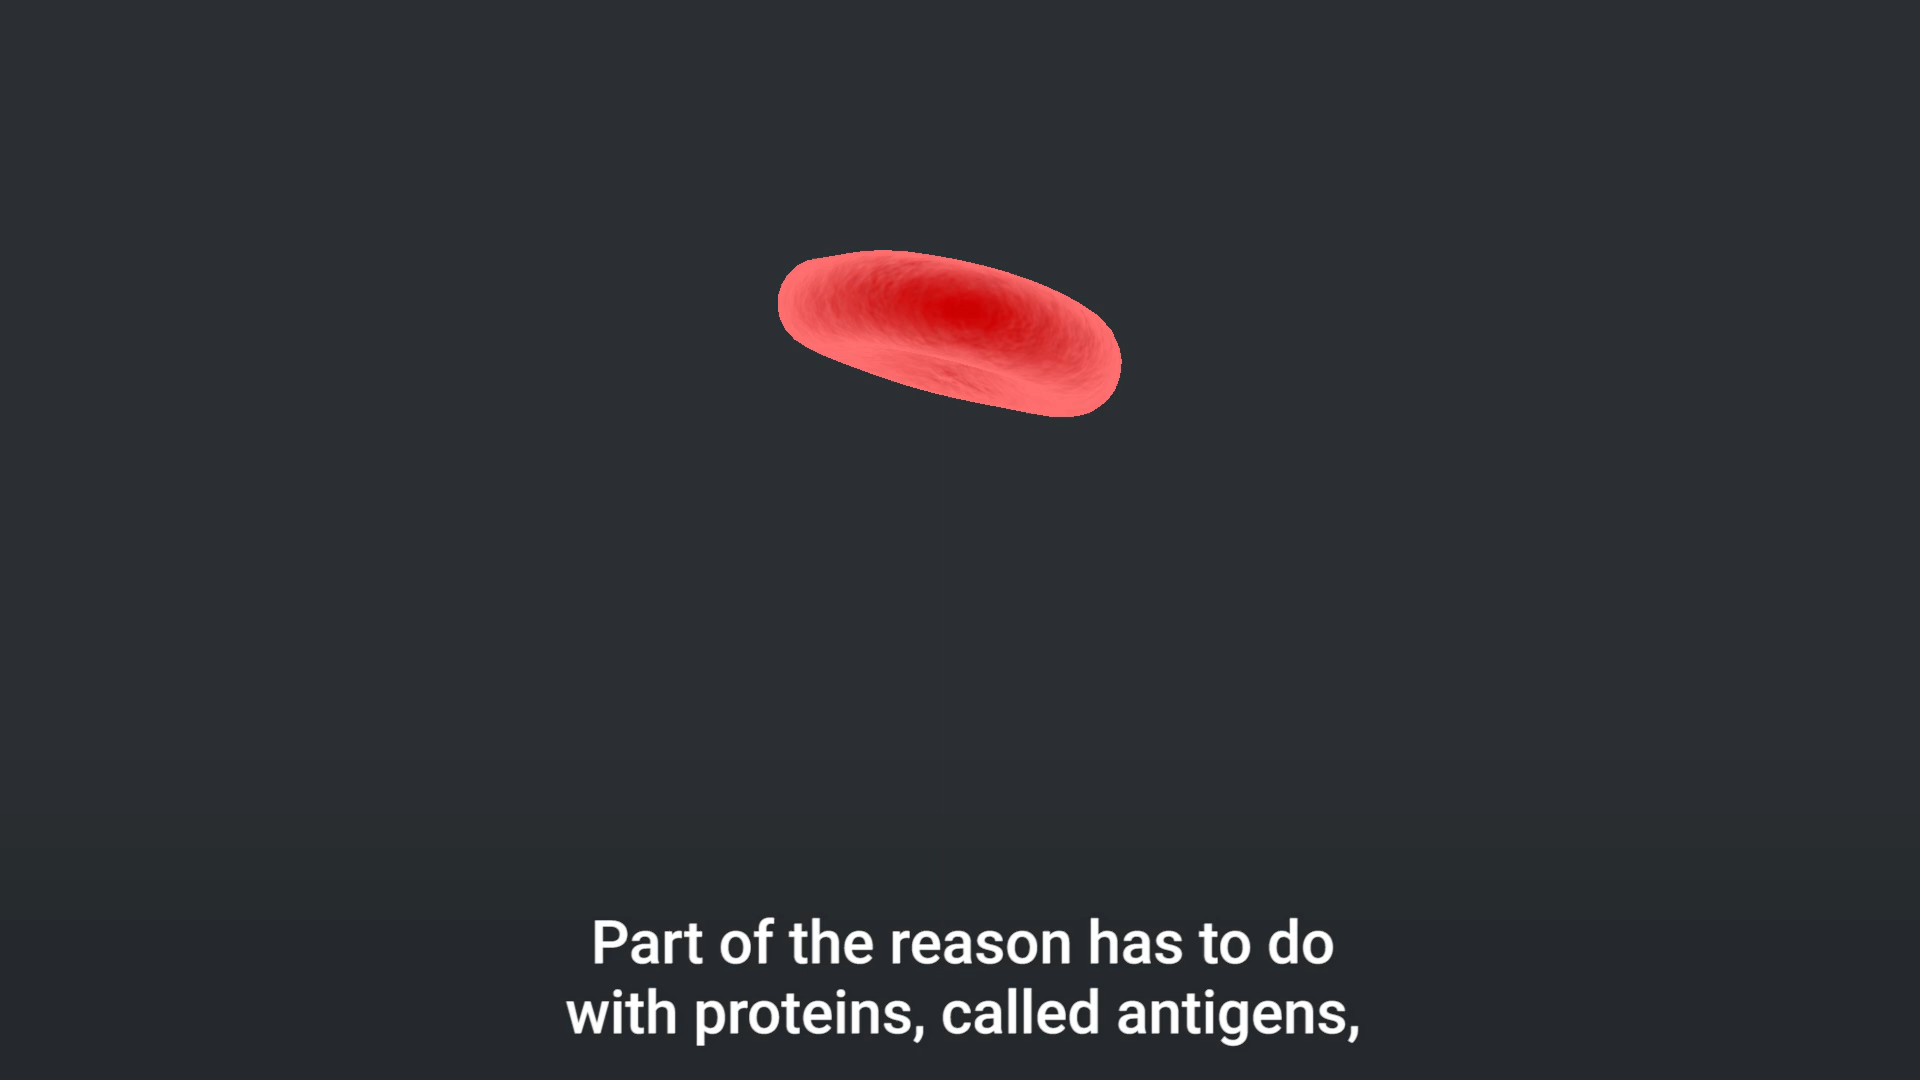 Part of the reason has to do
with proteins, called antigens,